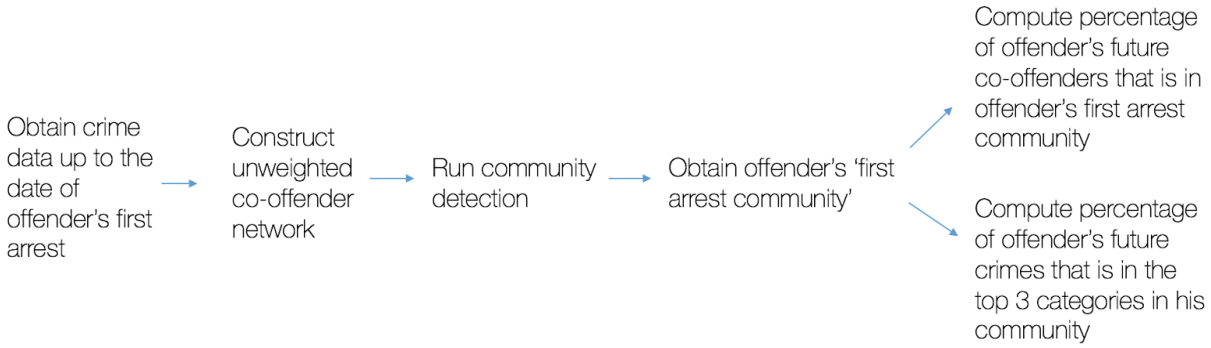 Obtain crime
data up to the
date of
offender's first
arrest
Construct
unweighted
co-offender
network
Run community
detection
Obtain offender's 'first
arrest community'
Compute percentage
of offender's future
co-offenders that is in
offender's first arrest
community
Compute percentage
of offender's future
crimes that is in the
top 3 categories in his
community